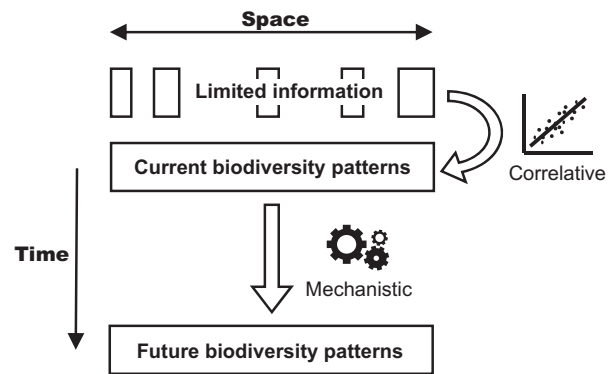 Space
Limited information
Correlative
Current biodiversity patterns
Time
Mechanistic
Future biodiversity patterns